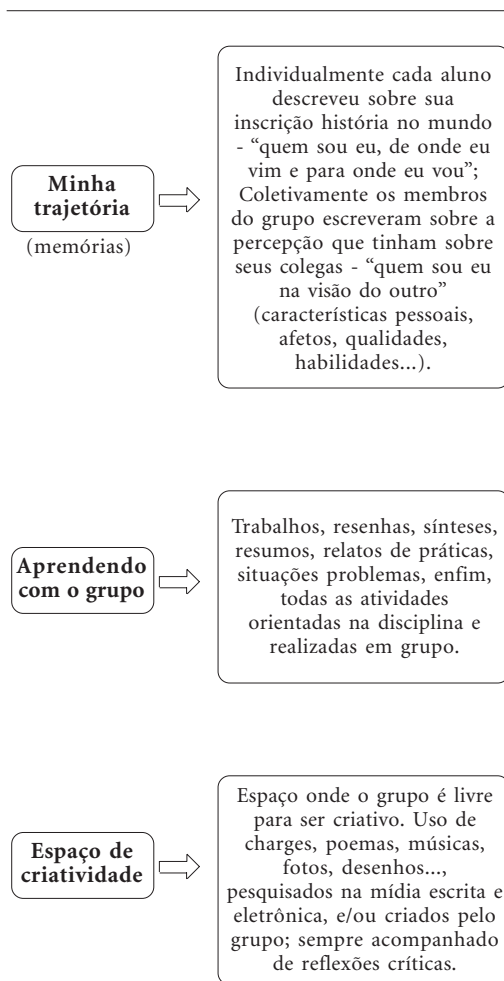 Minha
trajetória
(memórias)
Individualmente cada aluno
descreveu sobre sua
inscrição história no mundo
- “quem sou eu, de onde eu
vim e para onde eu vou”;
Coletivamente os membros
do grupo escreveram sobre a
percepção que tinham sobre
seus colegas - “quem sou eu
na visão do outro”
(características pessoais,
afetos, qualidades,
habilidades...).
Aprendendo
com o grupo
Trabalhos, resenhas, sínteses,
resumos, relatos de práticas,
situações problemas, enfim,
todas as atividades
orientadas na disciplina e
realizadas em grupo.
Espaço de
criatividade
Espaço onde o grupo é livre
para ser criativo. Uso de
charges, poemas, músicas,
fotos, desenhos...,
pesquisados na mídia escrita e
eletrônica, e/ou criados pelo
grupo; sempre acompanhado
de reflexões críticas.